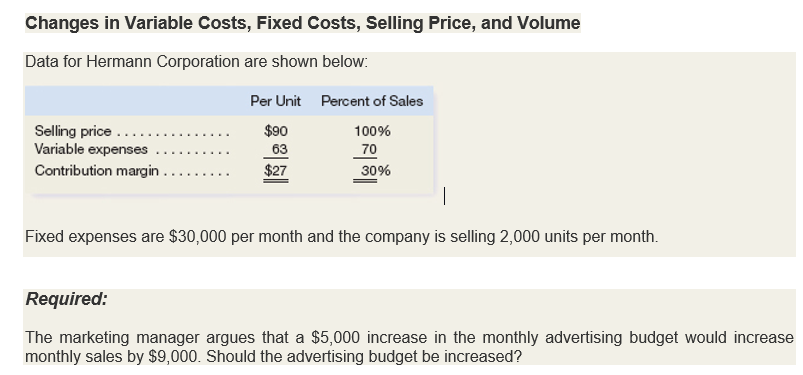 Changes in Variable Costs, Fixed Costs, Selling Price, and Volume
Data for Hermann Corporation are shown below:
Per Unit Percent of Sales
Selling price . . . . . . . . . . . . . . . $90 100%
Variable expenses . . . . . . . . . . 63 70
Contribution margin . . . . . . . . . $27 30%
Fixed expenses are $30,000 per month and the company is selling 2,000 units per month.
Required:
The marketing manager argues that a $5,000 increase in the monthly advertising budget would increase
monthly sales by $9,000. Should the advertising budget be increased?